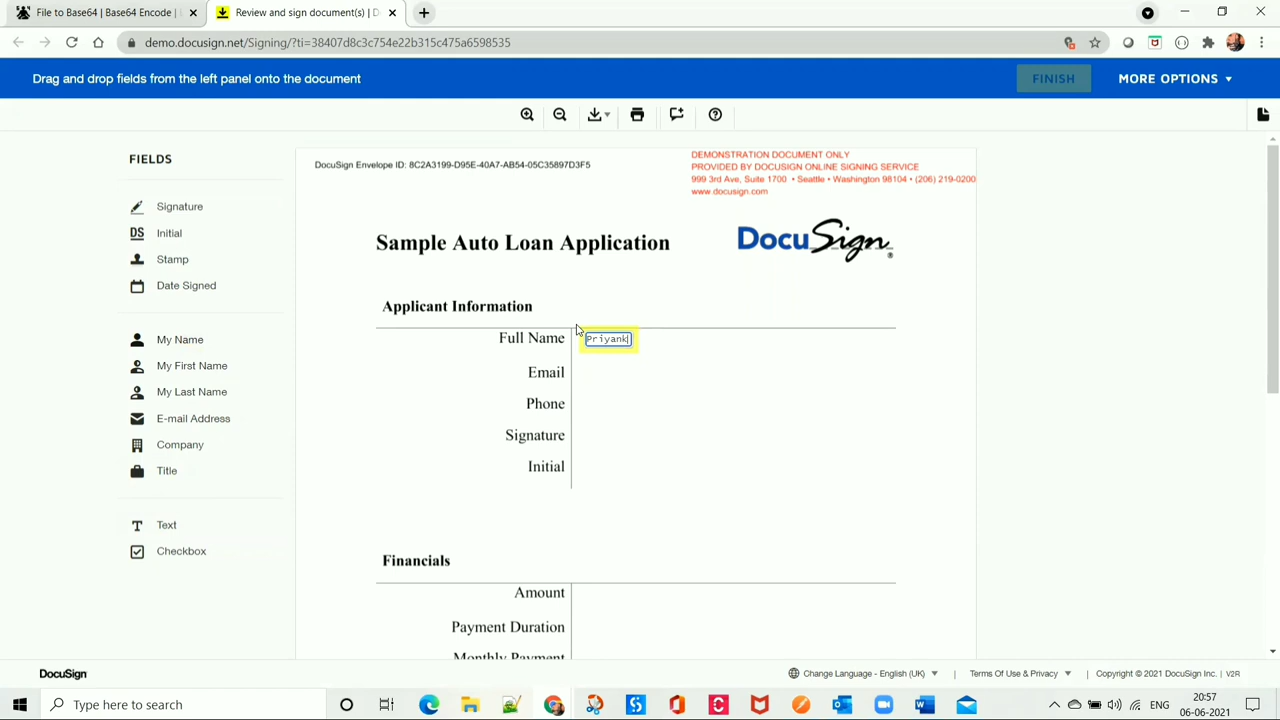 File to Base64 | Base64 Encode |
Review and sign document(s) | D
demo.docusign.net/Signing/?ti=38407d8c3c754e22b315c475a6598535
Drag and drop fields from the left panel onto the document
FINISH
MORE OPTIONS
FIELDS
Signature
DS Initial
Stamp
Date Signed
My Name
My First Name
My Last Name
E-mail Address
Company
Title
T Text
Checkbox
DocuSign Envelope ID: 8C2A3199-D95E-40A7-AB54-05C35897D3F5
DEMONSTRATION DOCUMENT ONLY
PROVIDED BY DOCUSIGN ONLINE SIGNING SERVICE
999 3rd Ave, Suite 1700 • Seattle • Washington 98104 • (206) 219-0200
www.docusign.com
Sample Auto Loan Application
DocuSign®
Applicant Information
Full Name Priyank
Email
Phone
Signature
Initial
Financials
Amount
Payment Duration
Monthly Payment
DocuSign
Change Language - English (UK) | Terms Of Use & Privacy | Copyright © 2021 DocuSign Inc. | V2R
Type here to search
ENG
20:57
06-06-2021